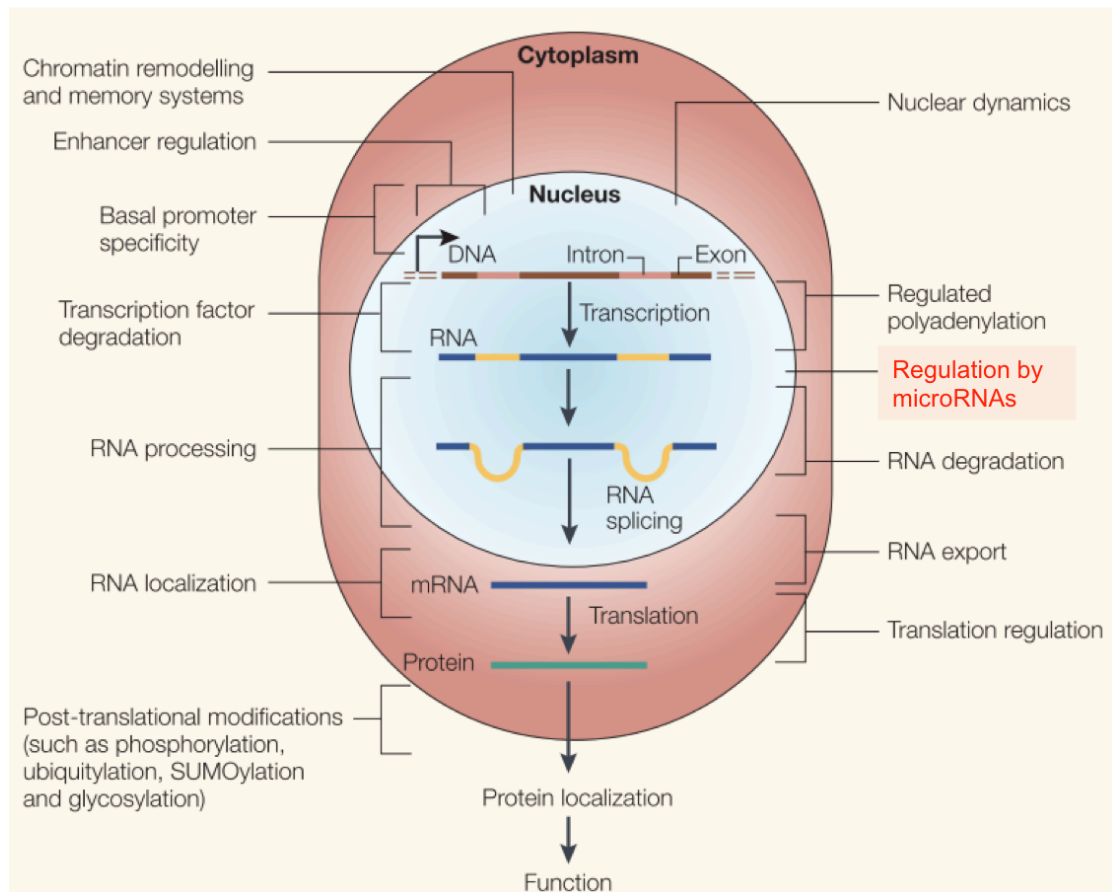 Cytoplasm
Chromatin remodelling
and memory systems
Nuclear dynamics
Enhancer regulation
Nucleus
Basal promoter
specificity
DNA
Intron
Exon
Transcription factor
degradation
Transcription
Regulated
polyadenylation
RNA
Regulation by
microRNAs
RNA processing
RNA degradation
RNA
splicing
RNA export
RNA localization
mRNA
Translation
Translation regulation
Protein
Post-translational modifications
(such as phosphorylation,
ubiquitylation, SUMOylation
and glycosylation)
Protein localization
Function